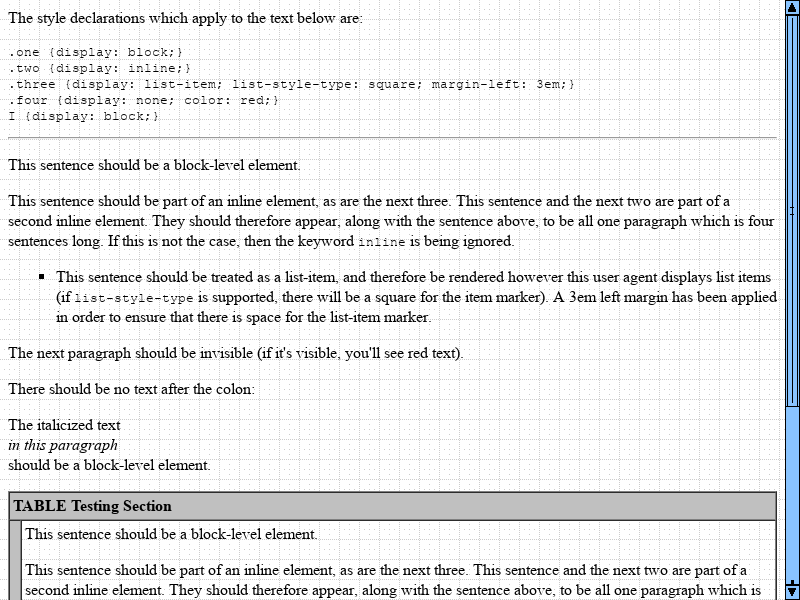 The style declarations which apply to the text below are:
.one {display: block;}
.two {display: inline;}
.three {display: list-item; list-style-type: square; margin-left: 3em;}
.four {display: none; color: red;}
I {display: block;}
This sentence should be a block-level element.
This sentence should be part of an inline element, as are the next three. This sentence and the next two are part of a
second inline element. They should therefore appear, along with the sentence above, to be all one paragraph which is four
sentences long. If this is not the case, then the keyword inline is being ignored.
This sentence should be treated as a list-item, and therefore be rendered however this user agent displays list items
(if list-style-type is supported, there will be a square for the item marker). A 3em left margin has been applied
in order to ensure that there is space for the list-item marker.
The next paragraph should be invisible (if it's visible, you'll see red text).
There should be no text after the colon:
The italicized text
in this paragraph
should be a block-level element.
TABLE Testing Section
This sentence should be a block-level element.
This sentence should be part of an inline element, as are the next three. This sentence and the next two are part of a
second inline element. They should therefore appear, along with the sentence above, to be all one paragraph which is